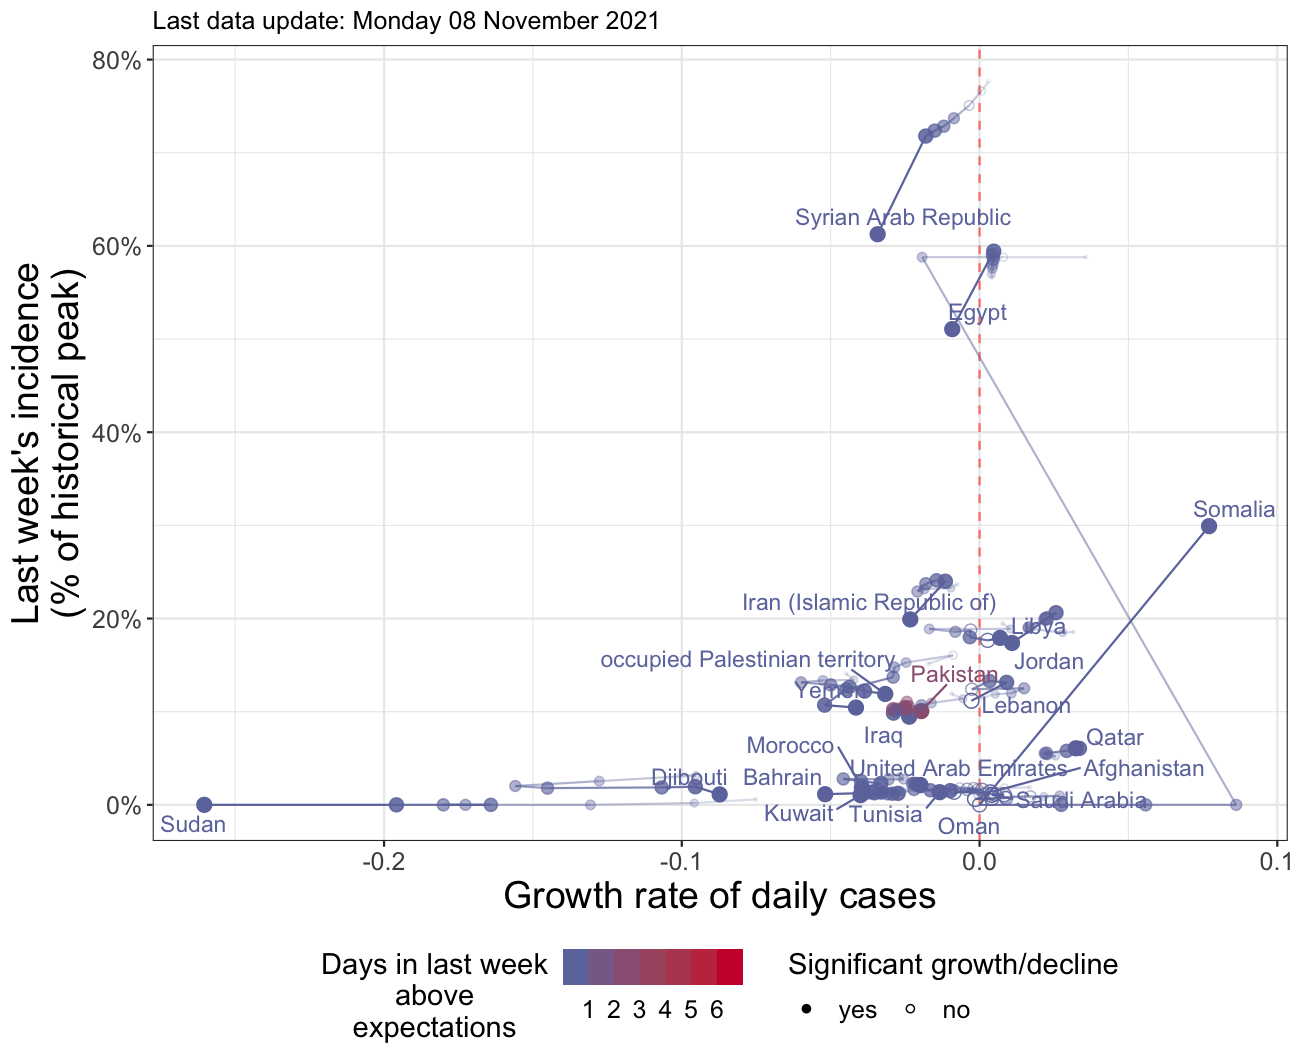 Last data update: Monday 08 November 2021
Last week's incidence
(% of historical peak)
80%
60%
40%
20%
0%
Syrian Arab Republic
Egypt
Somalia
Iran (Islamic Republic of)
Libya
occupied Palestinian territory
Jordan
Pakistan
Yemen
Lebanon
Iraq
Qatar
Morocco
United Arab Emirates
Afghanistan
Djibouti
Bahrain
Saudi Arabia
Kuwait
Tunisia
Oman
Sudan
-0.2
-0.1
0.0
0.1
Growth rate of daily cases
Days in last week
above
expectations
1 2 3 4 5 6
Significant growth/decline
yes
no